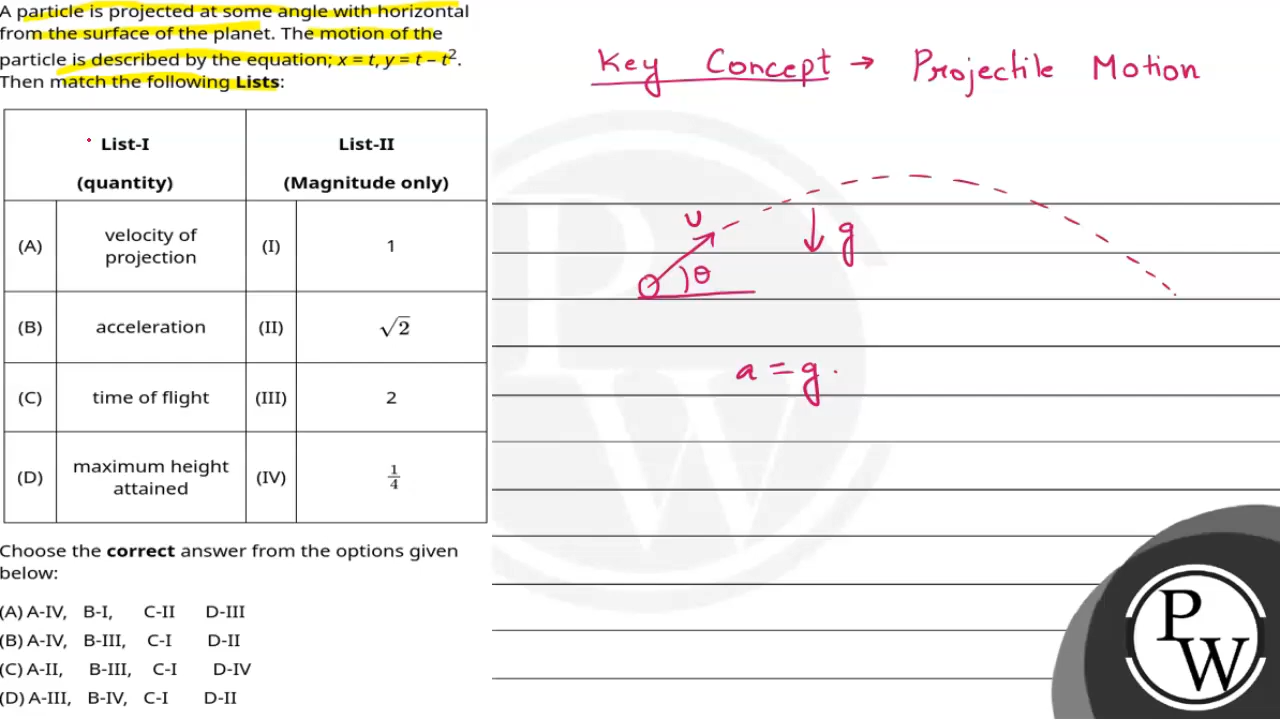 A particle is projected at some angle with horizontal
from the surface of the planet. The motion of the
particle is described by the equation; x = t, y = t – t².
Then match the following Lists:
List-I
(quantity)
List-II
(Magnitude only)
(A) velocity of projection (I) 1
(B) acceleration (II) √2
(C) time of flight (III) 2
(D) maximum height attained (IV) 1/4
Choose the correct answer from the options given
below:
(A) A-IV, B-I, C-II D-III
(B) A-IV, B-III, C-I D-II
(C) A-II, B-III, C-I D-IV
(D) A-III, B-IV, C-I D-II
Key Concept → Projectile Motion
u
θ
g
a = g.
PW
PW